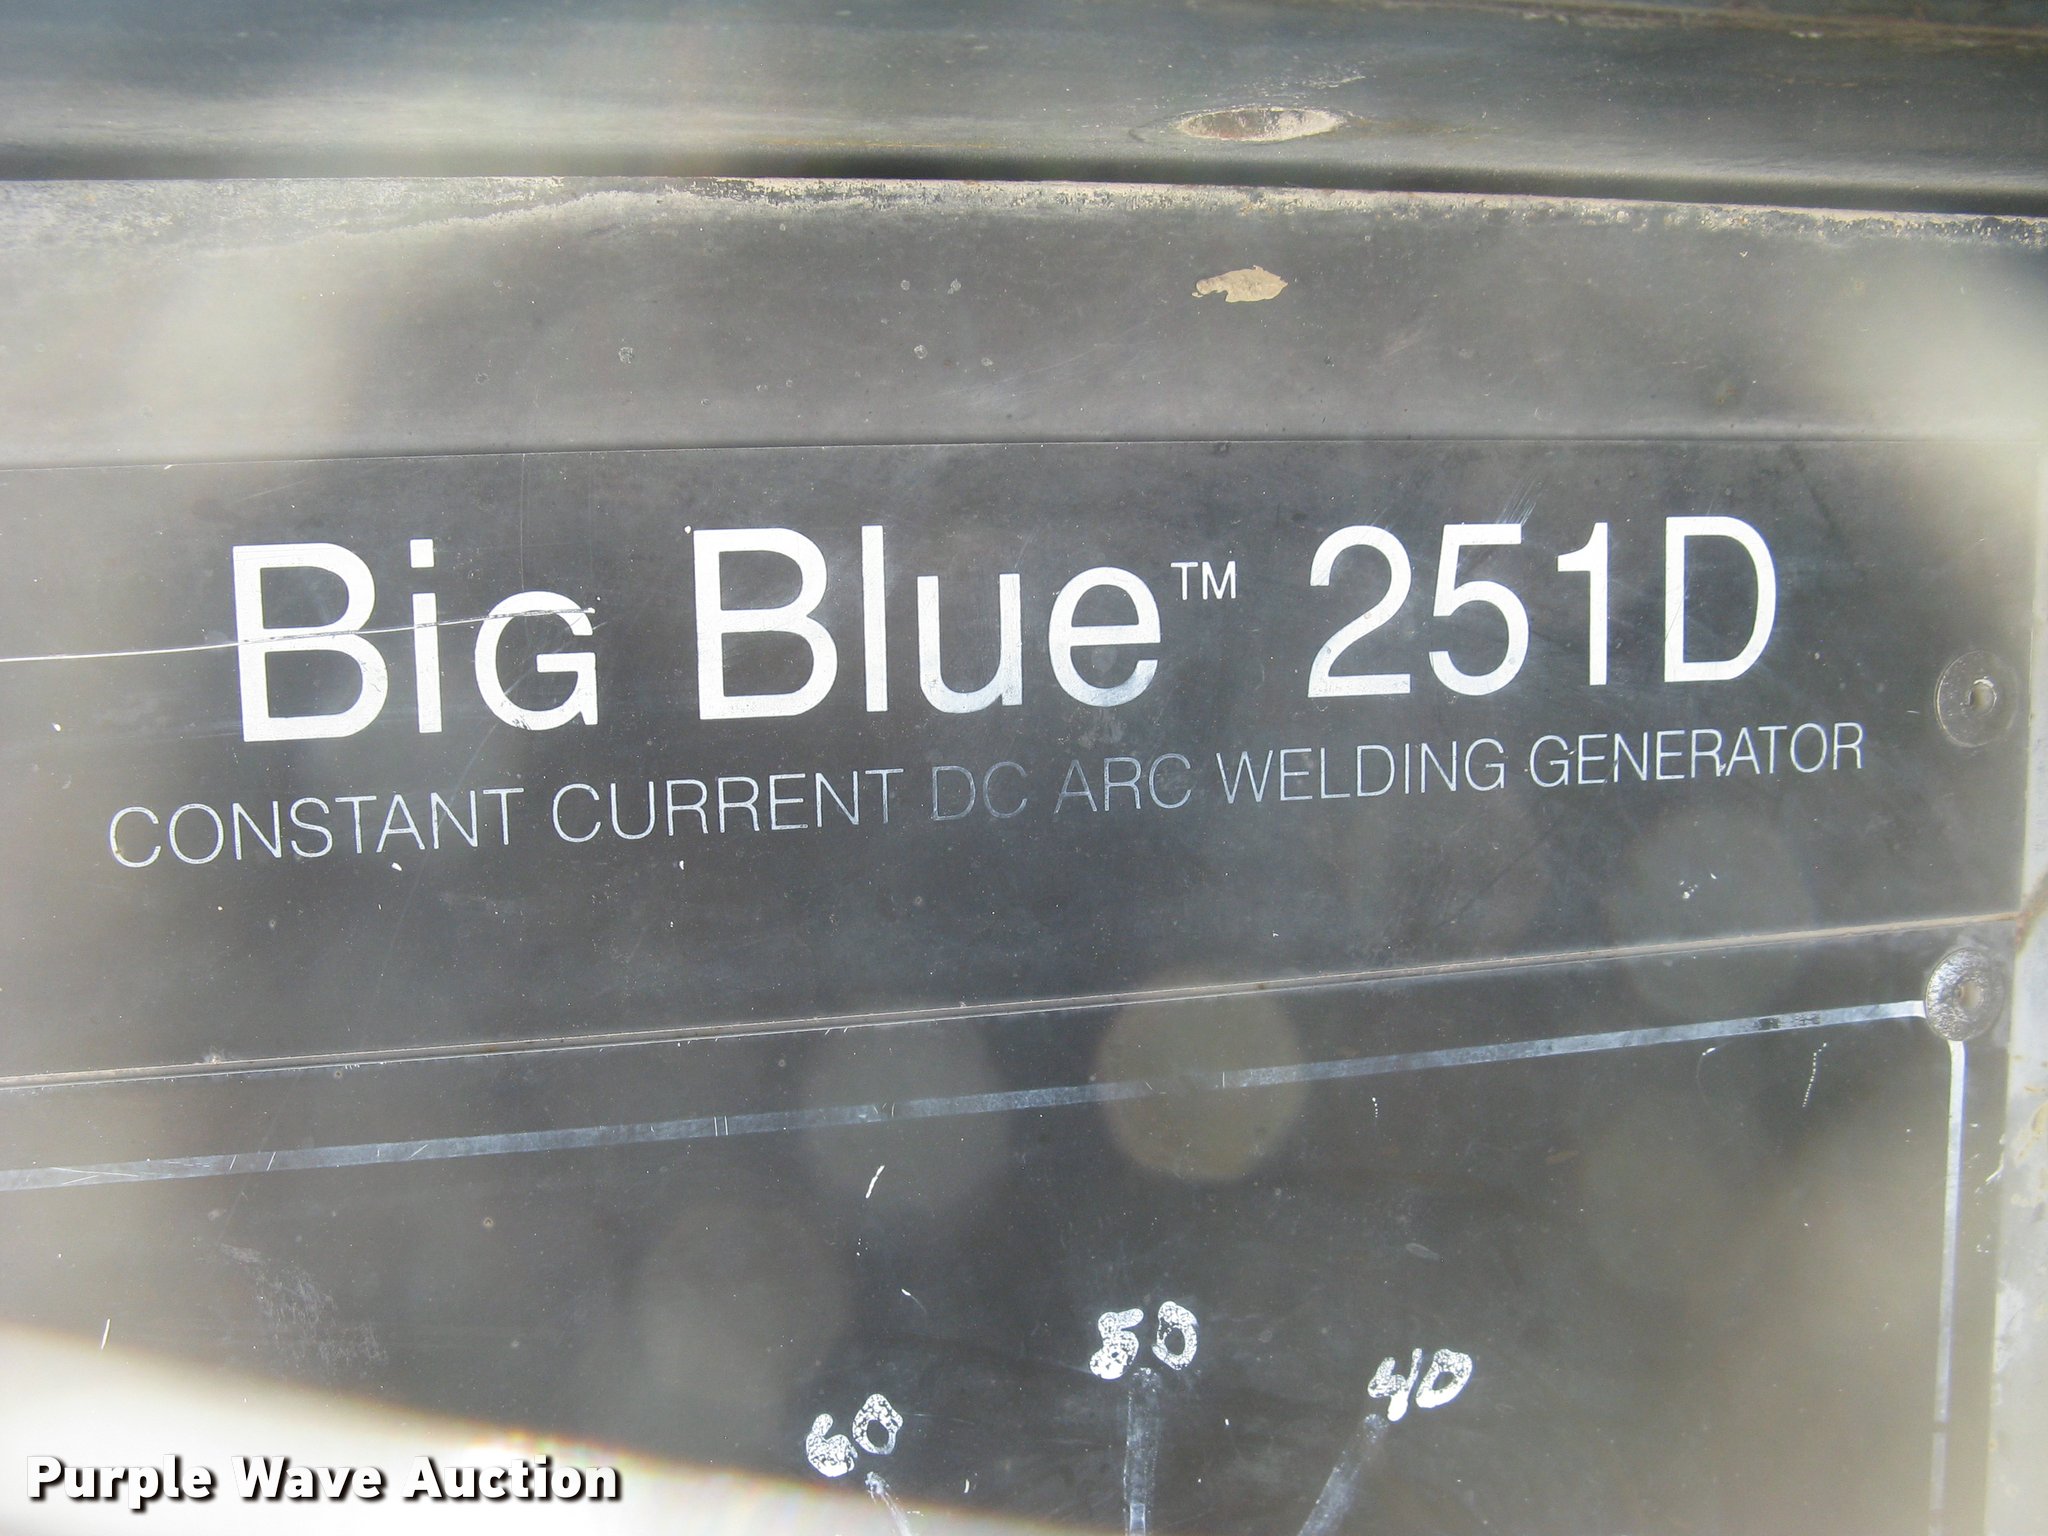 Big Blue™ 251D
CONSTANT CURRENT DC ARC WELDING GENERATOR
50
40
60
Purple Wave Auction